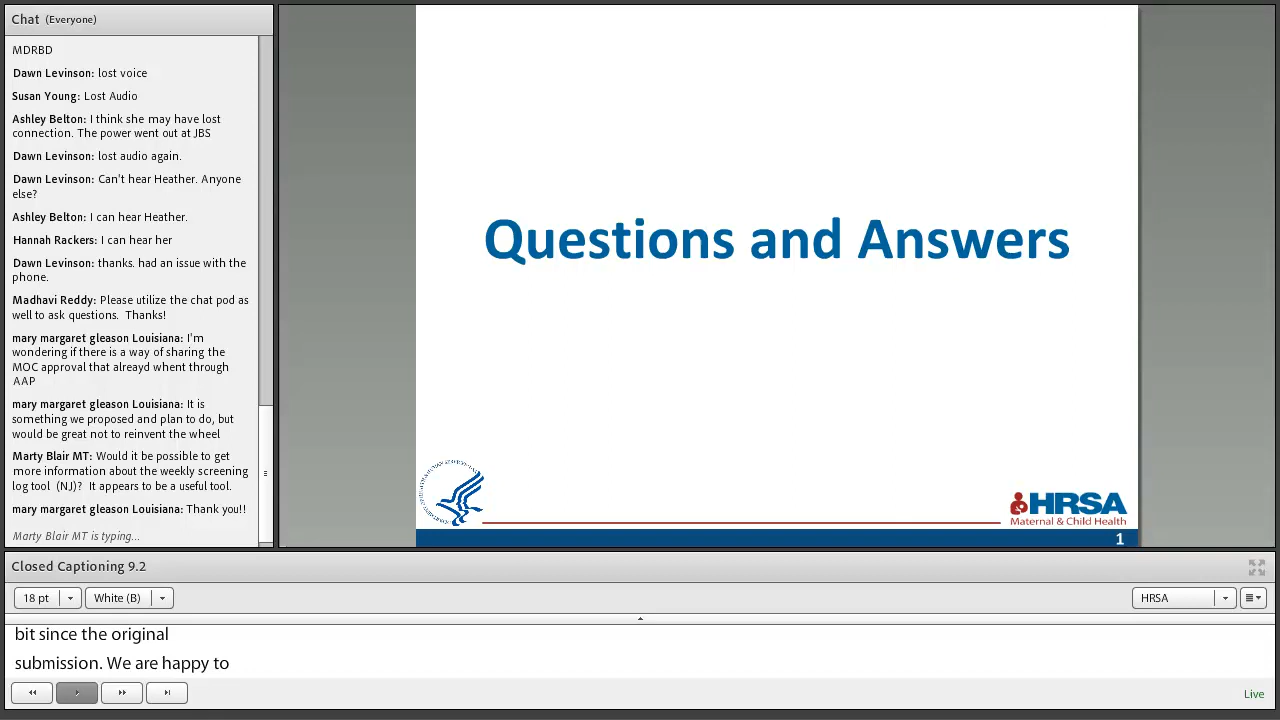 Chat (Everyone)
MDRBD
Dawn Levinson: lost voice
Susan Young: Lost Audio
Ashley Belton: I think she may have lost
connection. The power went out at JBS
Dawn Levinson: lost audio again.
Dawn Levinson: Can't hear Heather. Anyone
else?
Ashley Belton: I can hear Heather.
Hannah Rackers: I can hear her
Dawn Levinson: thanks. had an issue with the
phone.
Madhavi Reddy: Please utilize the chat pod as
well to ask questions.  Thanks!
mary margaret gleason Louisiana: I'm
wondering if there is a way of sharing the
MOC approval that alreayd whent through
AAP
mary margaret gleason Louisiana: It is
something we proposed and plan to do, but
would be great not to reinvent the wheel
Marty Blair MT: Would it be possible to get
more information about the weekly screening
log tool  (NJ)?  It appears to be a useful tool.
mary margaret gleason Louisiana: Thank you!!
Marty Blair MT is typing...
Questions and Answers
HRSA
Maternal & Child Health
1
Closed Captioning 9.2
18 pt
White (B)
HRSA
bit since the original
submission. We are happy to
Live